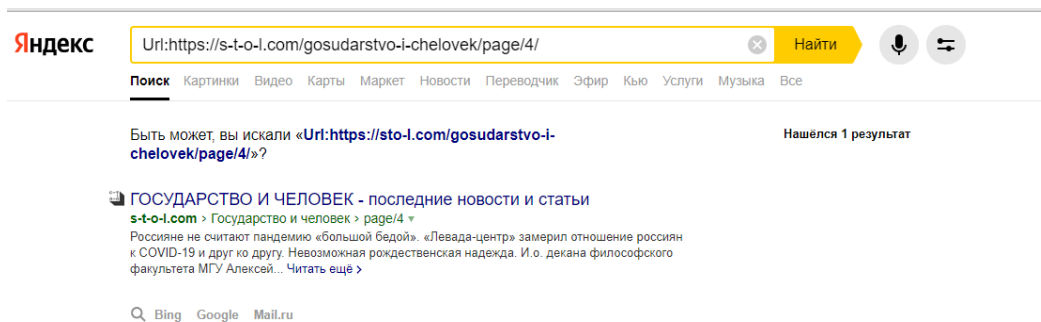 Яндекс
Url:https://s-t-o-l.com/gosudarstvo-i-chelovek/page/4/
Найти
Поиск Картинки Видео Карты Маркет Новости Переводчик Эфир Кью Услуги Музыка Все
Быть может, вы искали «Url:https://sto-l.com/gosudarstvo-i-
chelovek/page/4/»?
Нашёлся 1 результат
ГОСУДАРСТВО И ЧЕЛОВЕК - последние новости и статьи
s-t-o-l.com › Государство и человек › page/4
Россияне не считают пандемию «большой бедой». «Левада-центр» замерил отношение россиян
к COVID-19 и друг ко другу. Невозможная рождественская надежда. И.о. декана философского
факультета МГУ Алексей... Читать ещё ›
Bing Google Mail.ru